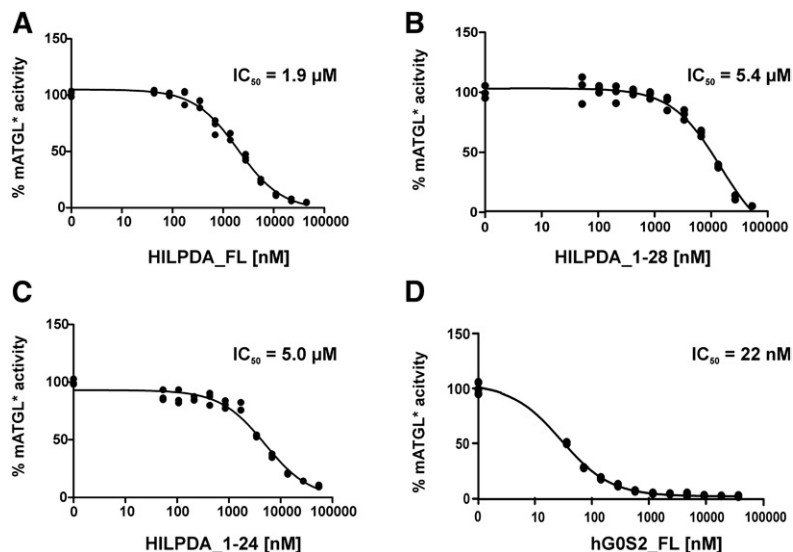 A
150
100
50
0
% mATGL* acitvity
IC50 = 1.9 µM
0 10 100 1000 10000 100000
HILPDA_FL [nM]
B
150
100
50
0
% mATGL* acitvity
IC50 = 5.4 µM
0 10 100 1000 10000 100000
HILPDA_1-28 [nM]
C
150
100
50
0
% mATGL* activity
IC50 = 5.0 µM
0 10 100 1000 10000 100000
HILPDA_1-24 [nM]
D
150
100
50
0
% mATGL* acitvity
IC50 = 22 nM
0 10 100 1000 10000 100000
hG0S2_FL [nM]